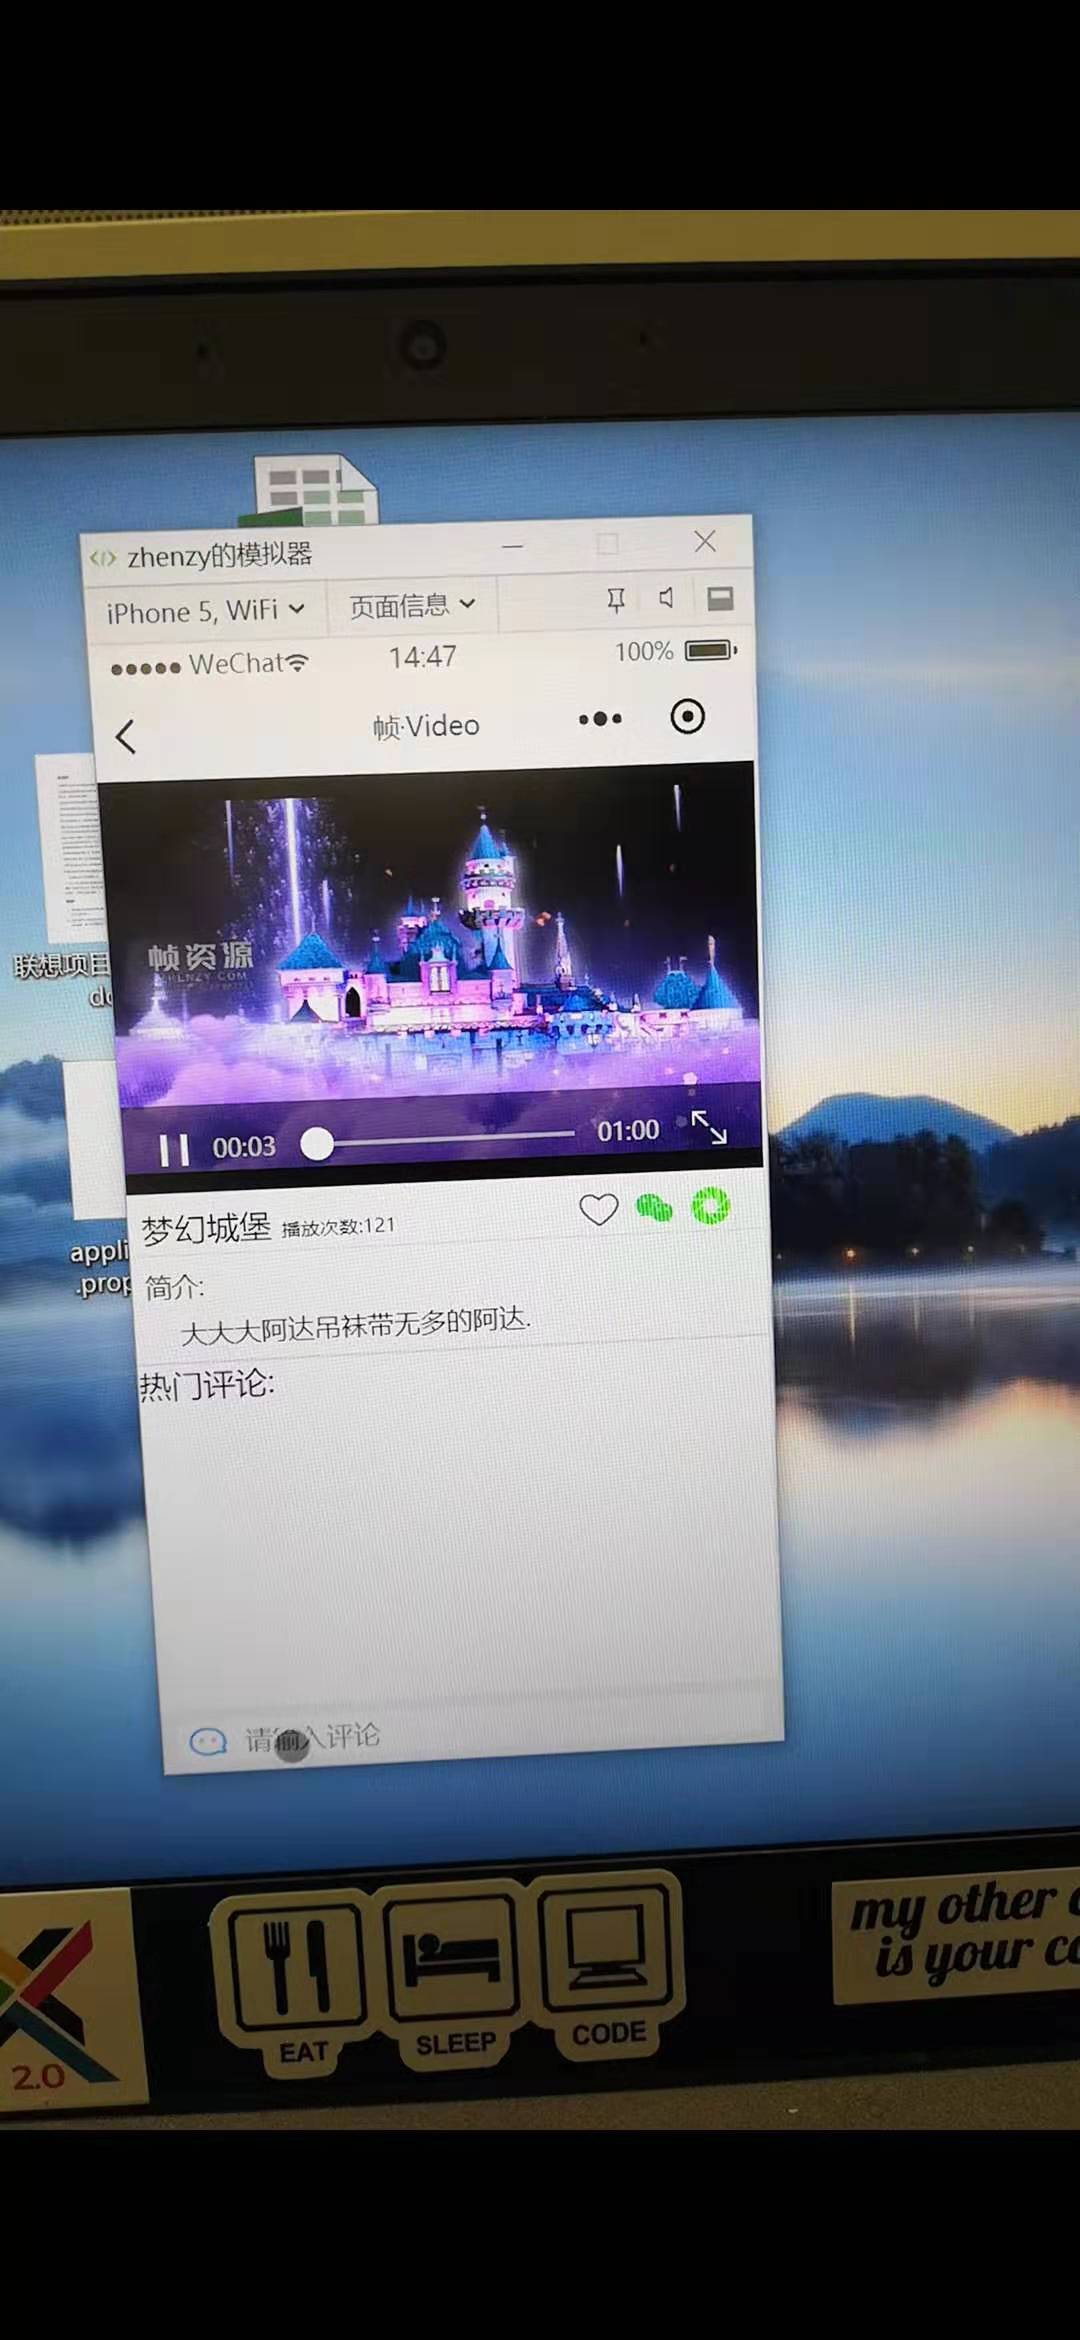 zhenzy的模拟器
iPhone 5, WiFi
页面信息
WeChat
14:47
100%
帧·Video
联想项目
帧资源
ZHENZY.COM
00:03
01:00
梦幻城堡 播放次数:121
appli
.prop
简介:
大大大阿达吊袜带无多的阿达.
热门评论:
请输入评论
EAT
SLEEP
CODE
my other
is your
2.0